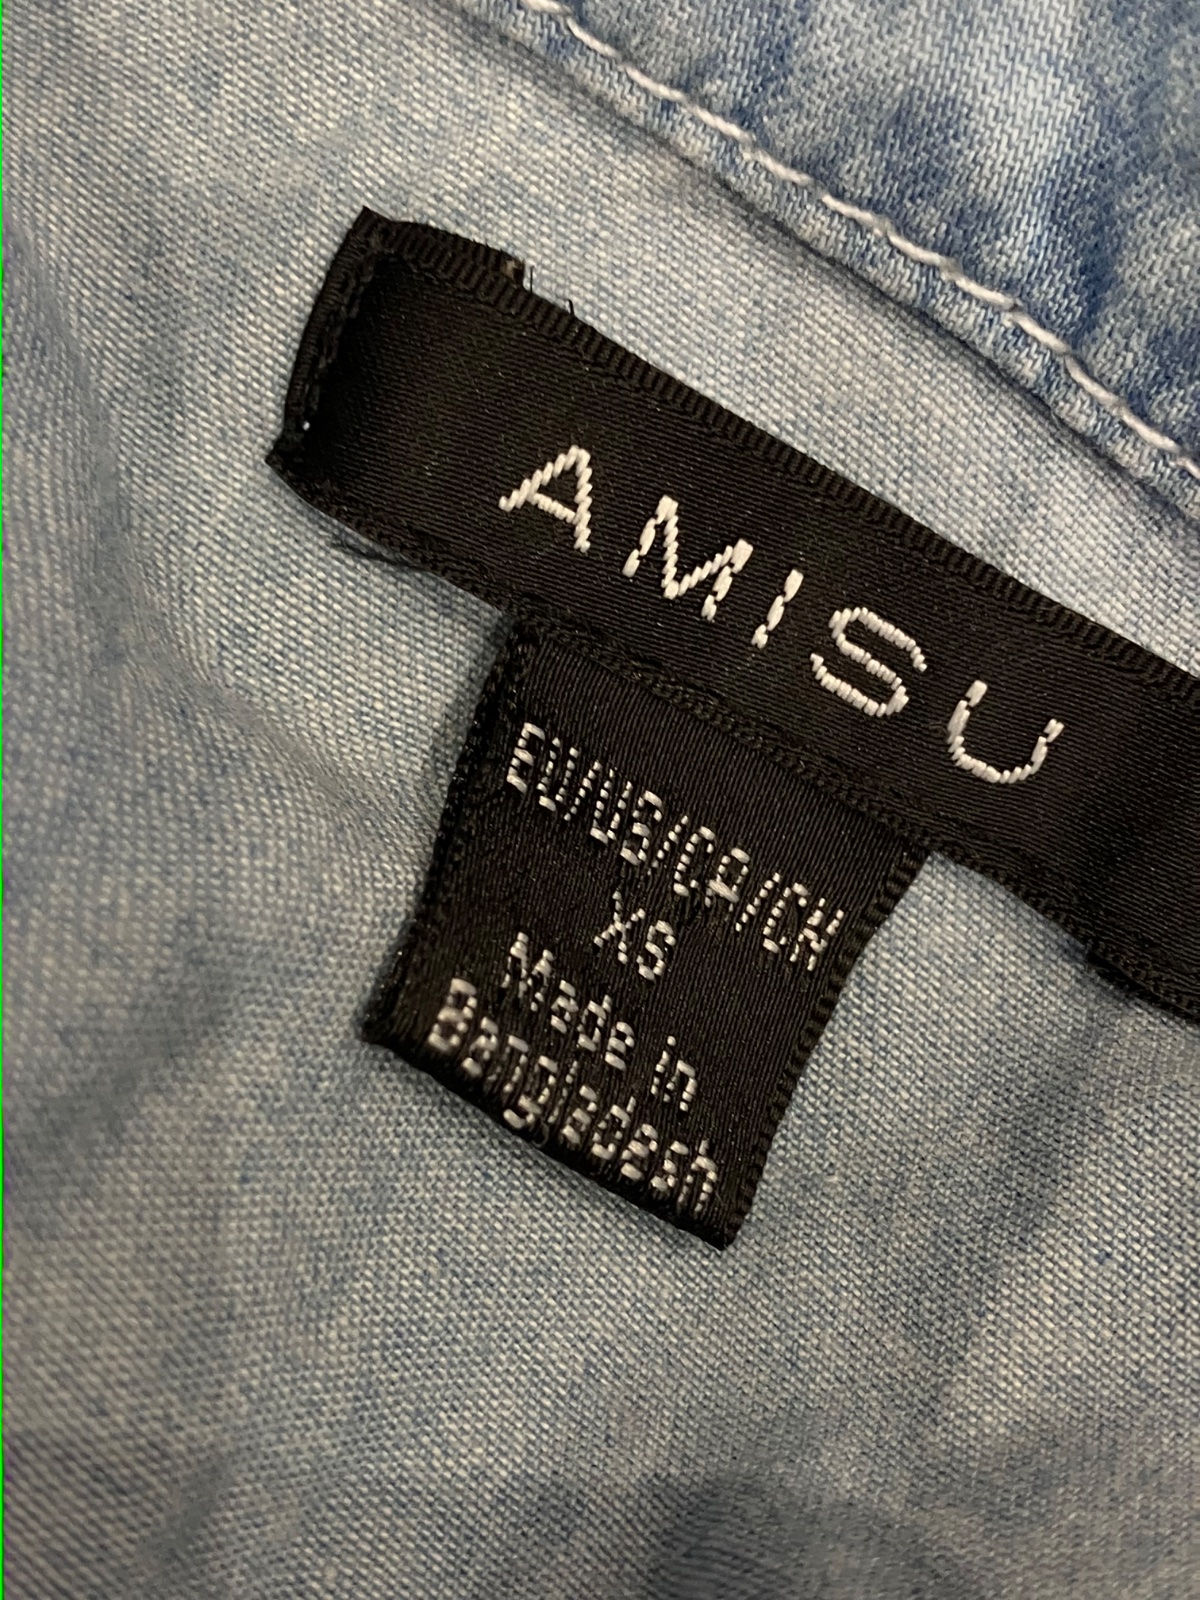 AMISU
EU/US/CA/CN
XS
Made in
Bangladesh